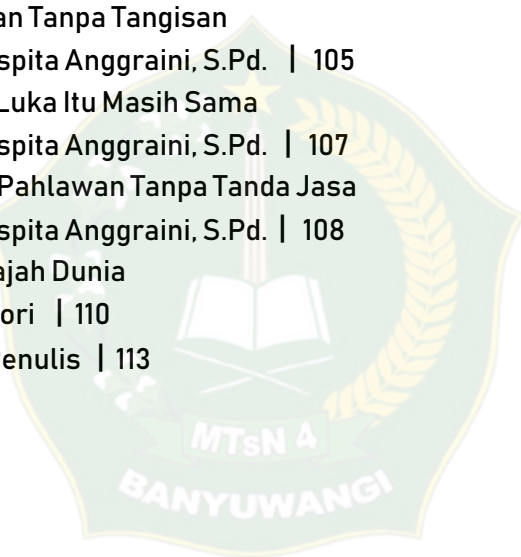 an Tanpa Tangisan
spita Anggraini, S.Pd. | 105
Luka Itu Masih Sama
spita Anggraini, S.Pd. | 107
Pahlawan Tanpa Tanda Jasa
spita Anggraini, S.Pd. | 108
ajah Dunia
ori | 110
enulis | 113
MTsN 4
BANYUWANGI